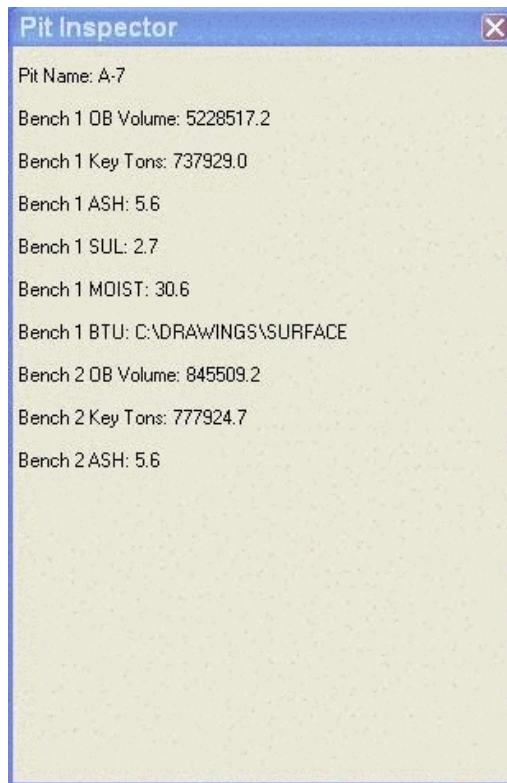 Pit Inspector
Pit Name: A-7
Bench 1 OB Volume: 5228517.2
Bench 1 Key Tons: 737929.0
Bench 1 ASH: 5.6
Bench 1 SUL: 2.7
Bench 1 MOIST: 30.6
Bench 1 BTU: C:\DRAWINGS\SURFACE
Bench 2 OB Volume: 845509.2
Bench 2 Key Tons: 777924.7
Bench 2 ASH: 5.6